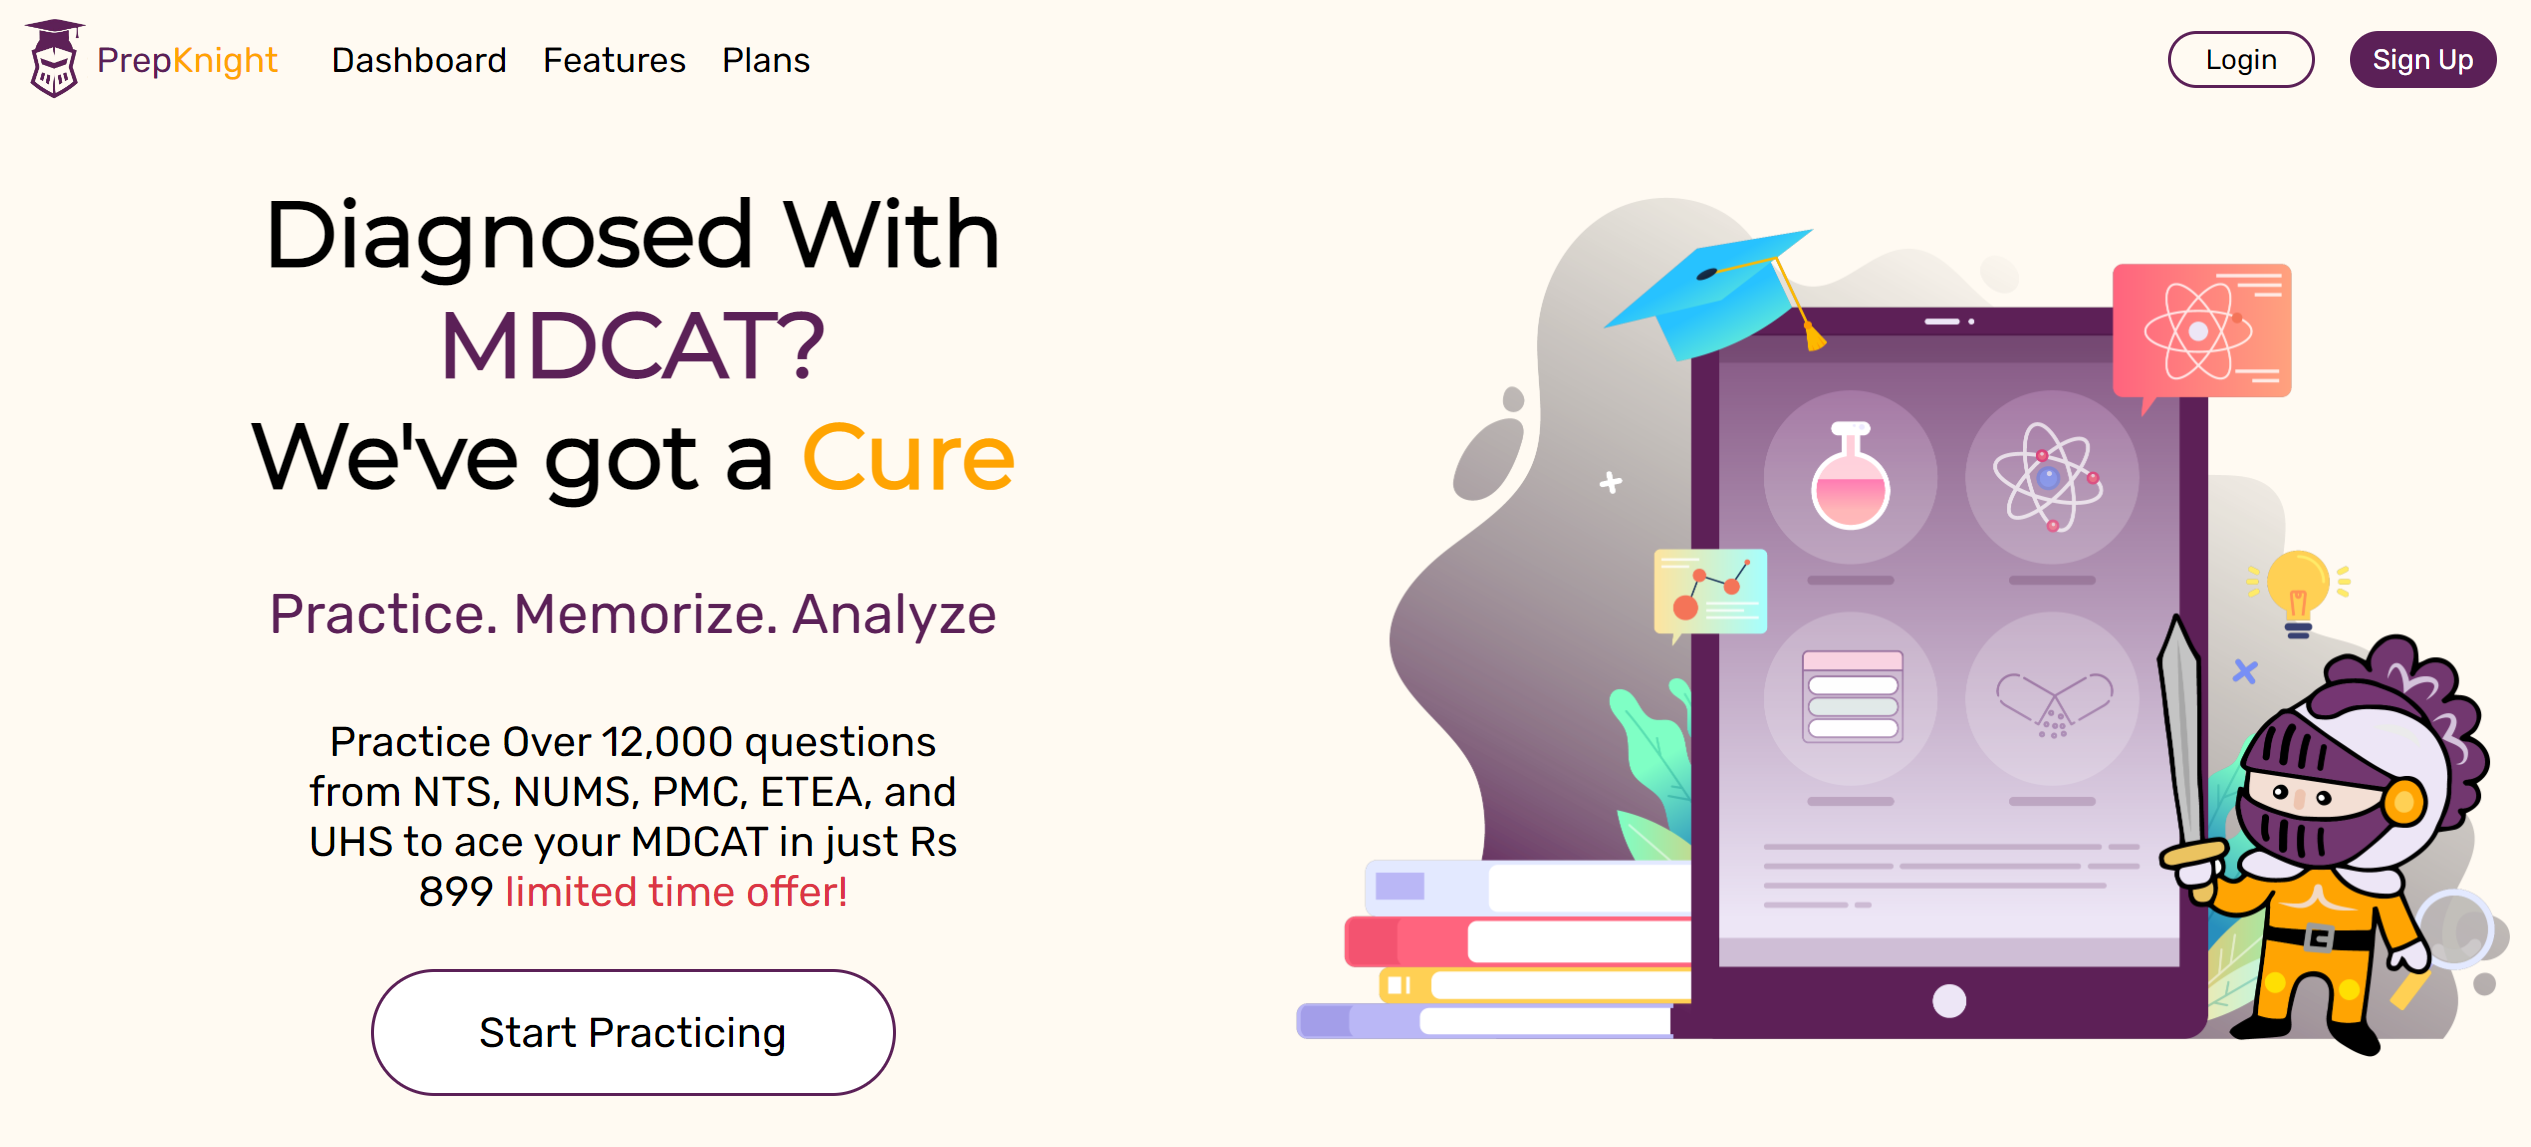 PrepKnight
Dashboard
Features
Plans
Login
Sign Up
Diagnosed With
MDCAT?
We've got a Cure
Practice. Memorize. Analyze
Practice Over 12,000 questions
from NTS, NUMS, PMC, ETEA, and
UHS to ace your MDCAT in just Rs
899 limited time offer!
Start Practicing